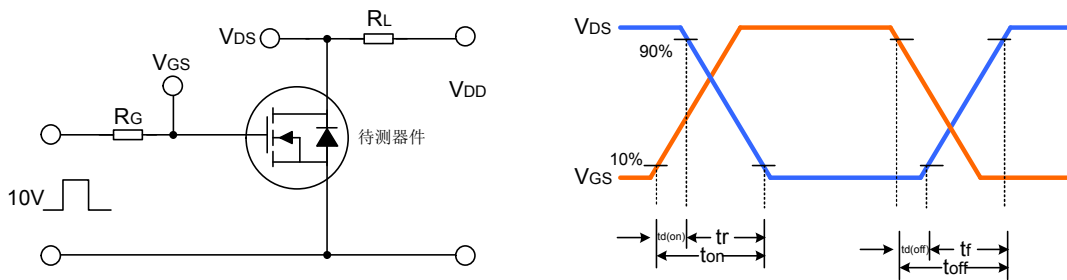 VDS
RL
VGS
VDD
RG
待测器件
10V
VDS
90%
10%
VGS
td(on)
tr
ton
td(off)
tf
toff